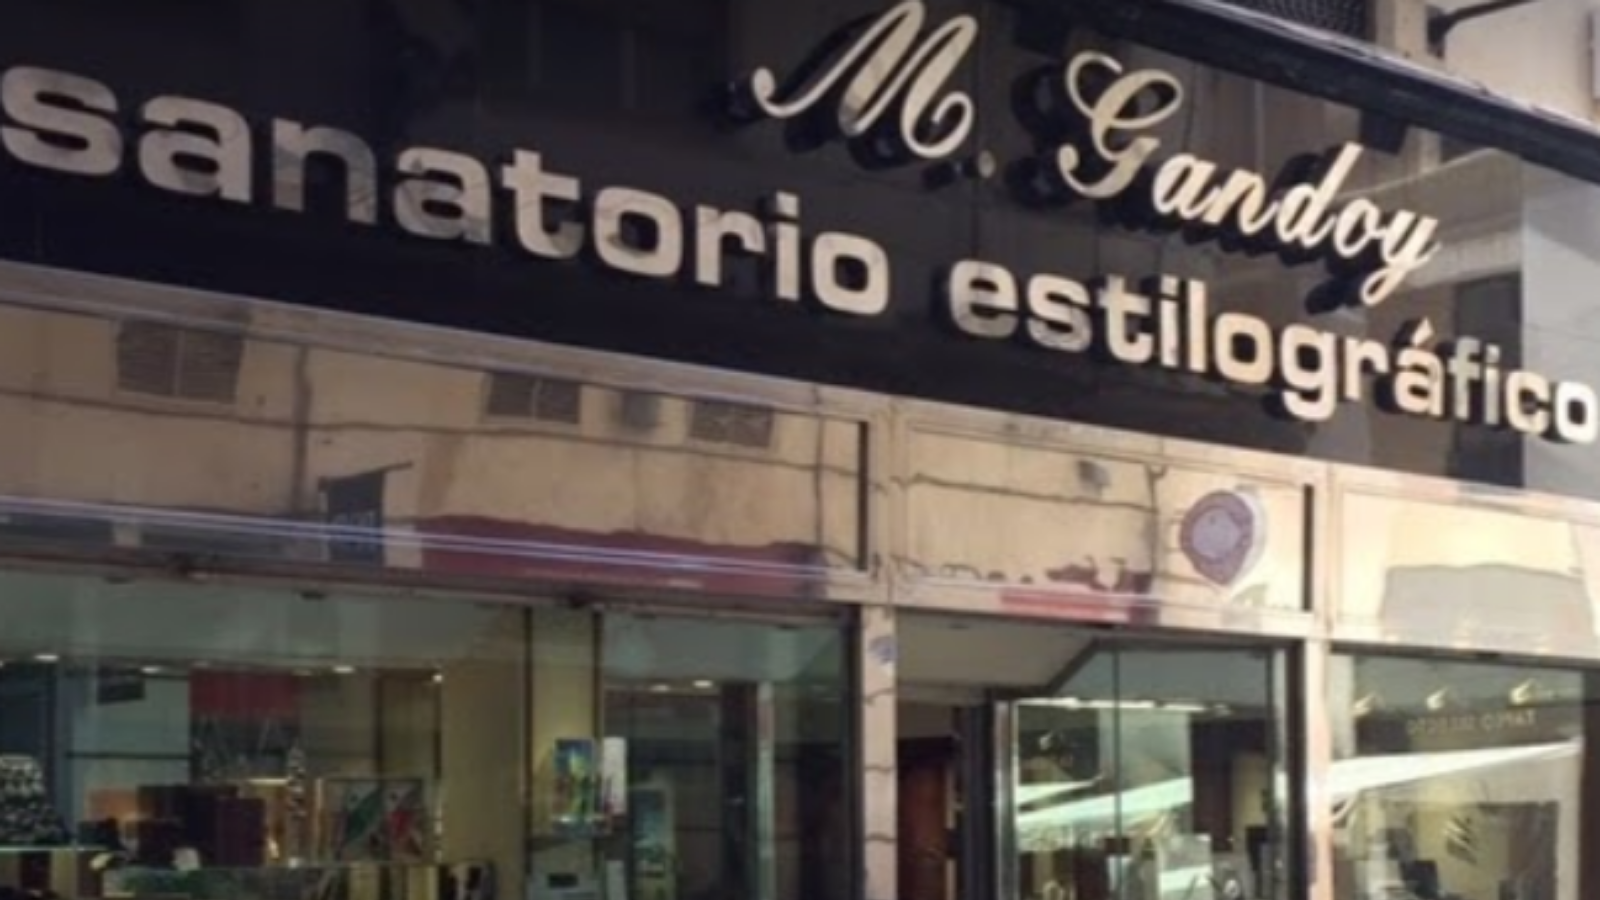 M. Gandoy
sanatorio estilográfico